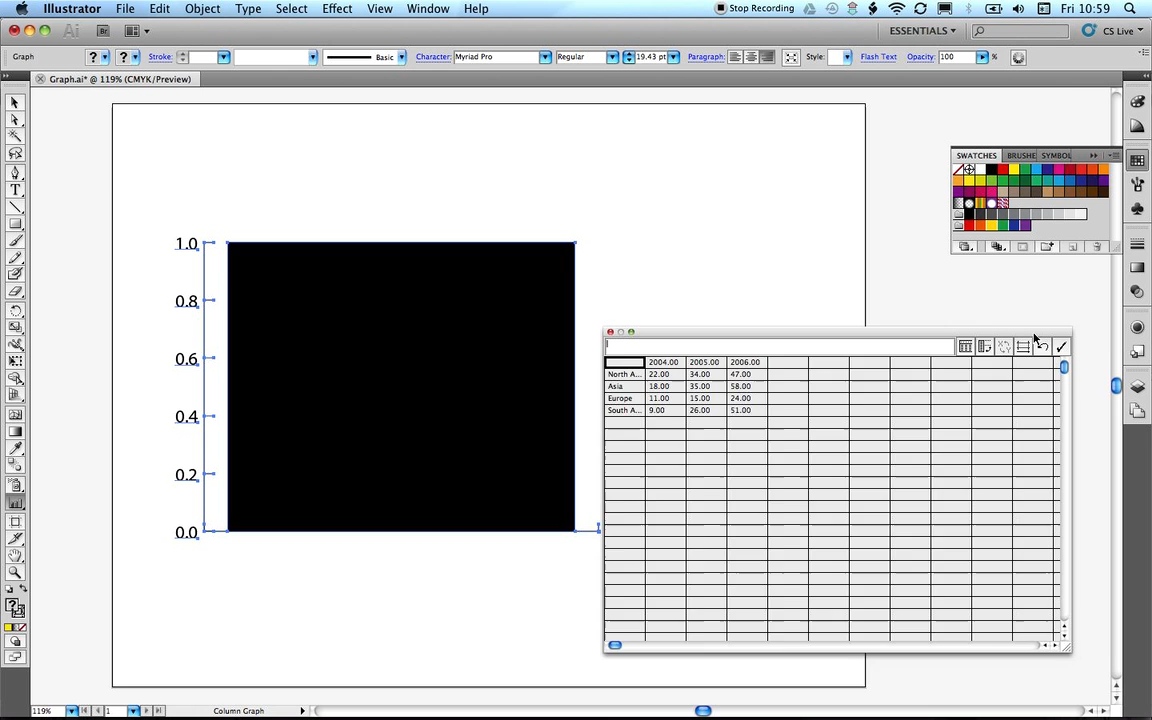 Illustrator File Edit Object Type Select Effect View Window Help Stop Recording Fri 10:59
Ai Br ESSENTIALS CS Live
Graph ? ? Stroke: Basic Character: Myriad Pro Regular 19.43 pt Paragraph: Style: Flash Text Opacity: 100
Graph.ai* @ 119% (CMYK/Preview)
SWATCHES BRUSHE SYMBOL
1.0
0.8
0.6
0.4
0.2
0.0
2004.00 2005.00 2006.00
North A... 22.00 34.00 47.00
Asia 18.00 35.00 58.00
Europe 11.00 15.00 24.00
South A... 9.00 26.00 51.00
119% 1 Column Graph